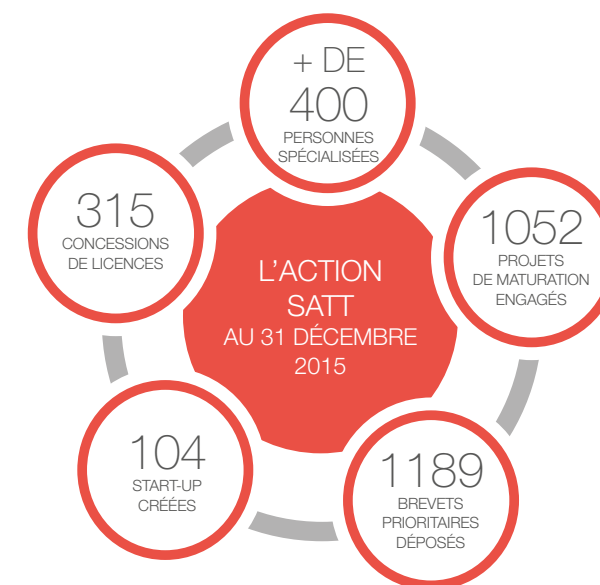 + DE
400
PERSONNES
SPÉCIALISÉES
315
CONCESSIONS
DE LICENCES
1052
PROJETS
DE MATURATION
ENGAGÉS
L'ACTION
SATT
AU 31 DÉCEMBRE
2015
104
START-UP
CRÉÉES
1189
BREVETS
PRIORITAIRES
DÉPOSÉS